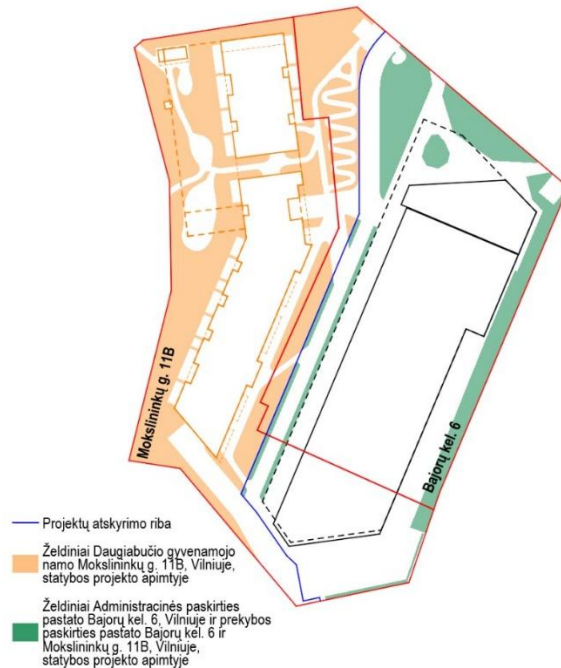 Mokslininkų g. 11B
Bajorų kel. 6
Projektų atskyrimo riba
Želdiniai Daugiabučio gyvenamojo
namo Mokslininkų g. 11B, Vilniuje,
statybos projekto apimtyje
Želdiniai Administracinės paskirties
pastato Bajorų kel. 6, Vilniuje ir prekybos
paskirties pastato Bajorų kel. 6 ir
Mokslininkų g. 11B, Vilniuje,
statybos projekto apimtyje